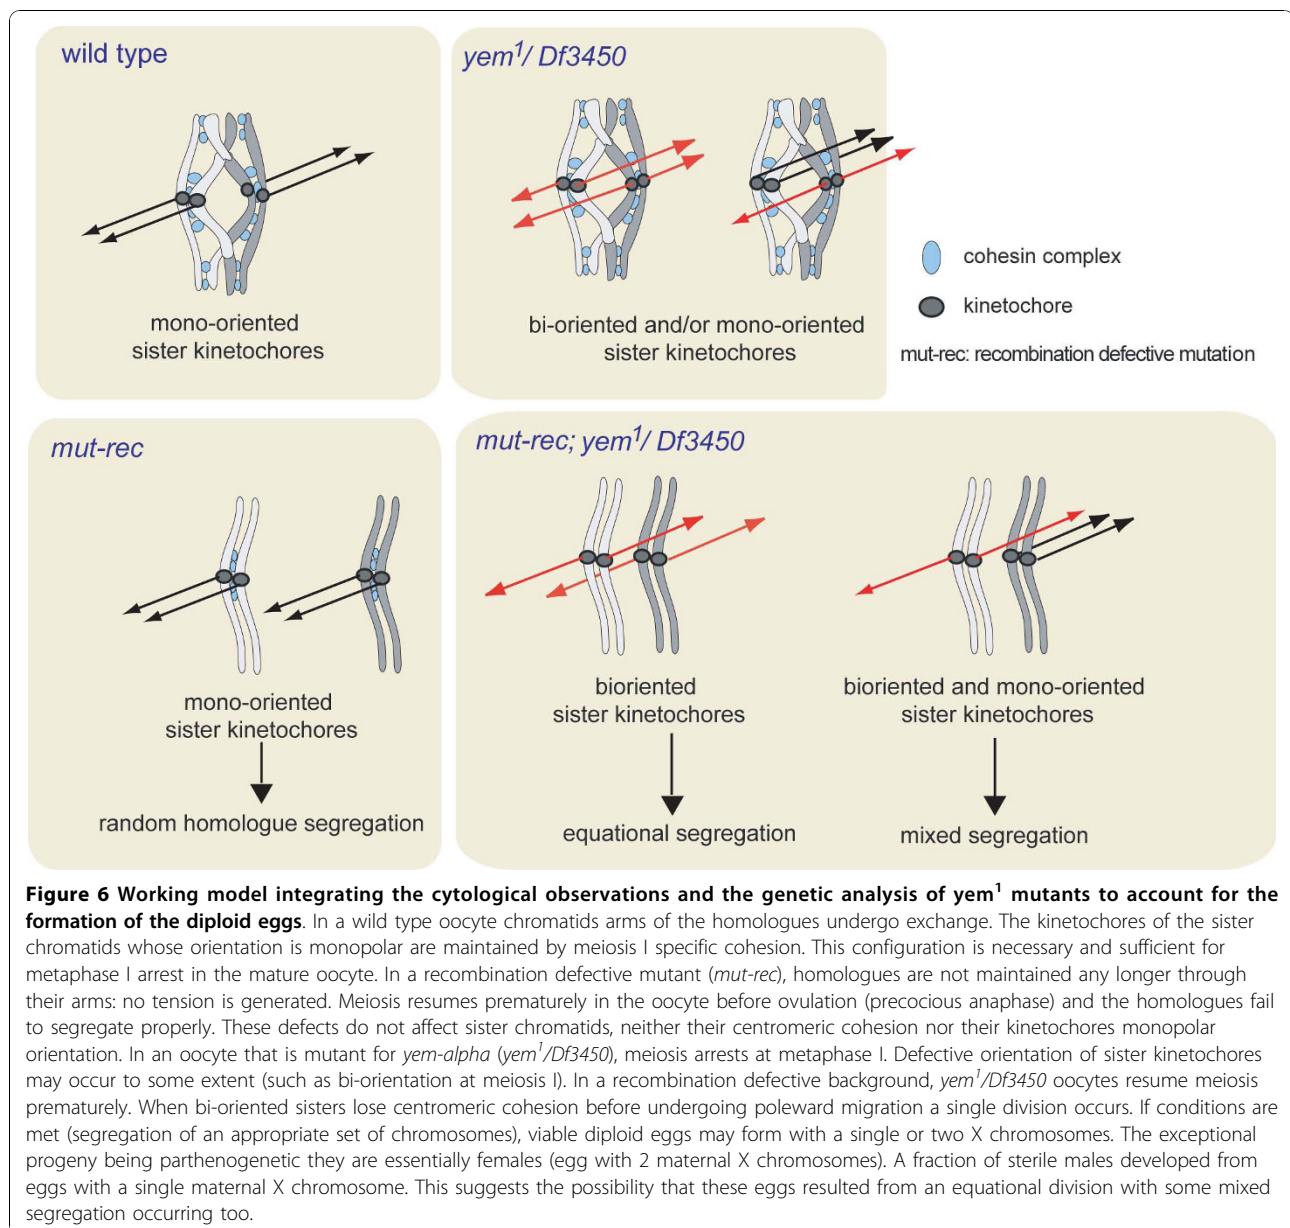 wild type
mono-oriented
sister kinetochores
yem1/ Df3450
bi-oriented and/or mono-oriented
sister kinetochores
cohesin complex
kinetochore
mut-rec: recombination defective mutation
mut-rec
mono-oriented
sister kinetochores
random homologue segregation
mut-rec; yem1/ Df3450
bioriented
sister kinetochores
equational segregation
bioriented and mono-oriented
sister kinetochores
mixed segregation
Figure 6 Working model integrating the cytological observations and the genetic analysis of yem1 mutants to account for the
formation of the diploid eggs. In a wild type oocyte chromatids arms of the homologues undergo exchange. The kinetochores of the sister
chromatids whose orientation is monopolar are maintained by meiosis I specific cohesion. This configuration is necessary and sufficient for
metaphase I arrest in the mature oocyte. In a recombination defective mutant (mut-rec), homologues are not maintained any longer through
their arms: no tension is generated. Meiosis resumes prematurely in the oocyte before ovulation (precocious anaphase) and the homologues fail
to segregate properly. These defects do not affect sister chromatids, neither their centromeric cohesion nor their kinetochores monopolar
orientation. In an oocyte that is mutant for yem-alpha (yem1/Df3450), meiosis arrests at metaphase I. Defective orientation of sister kinetochores
may occur to some extent (such as bi-orientation at meiosis I). In a recombination defective background, yem1/Df3450 oocytes resume meiosis
prematurely. When bi-oriented sisters lose centromeric cohesion before undergoing poleward migration a single division occurs. If conditions are
met (segregation of an appropriate set of chromosomes), viable diploid eggs may form with a single or two X chromosomes. The exceptional
progeny being parthenogenetic they are essentially females (egg with 2 maternal X chromosomes). A fraction of sterile males developed from
eggs with a single maternal X chromosome. This suggests the possibility that these eggs resulted from an equational division with some mixed
segregation occurring too.